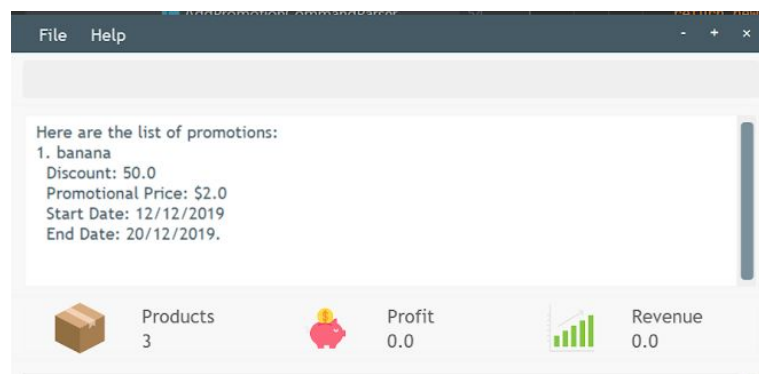 AddPromotionCommandParser
File Help - + ×
Here are the list of promotions:
1. banana
Discount: 50.0
Promotional Price: $2.0
Start Date: 12/12/2019
End Date: 20/12/2019.
Products
3
Profit
0.0
Revenue
0.0